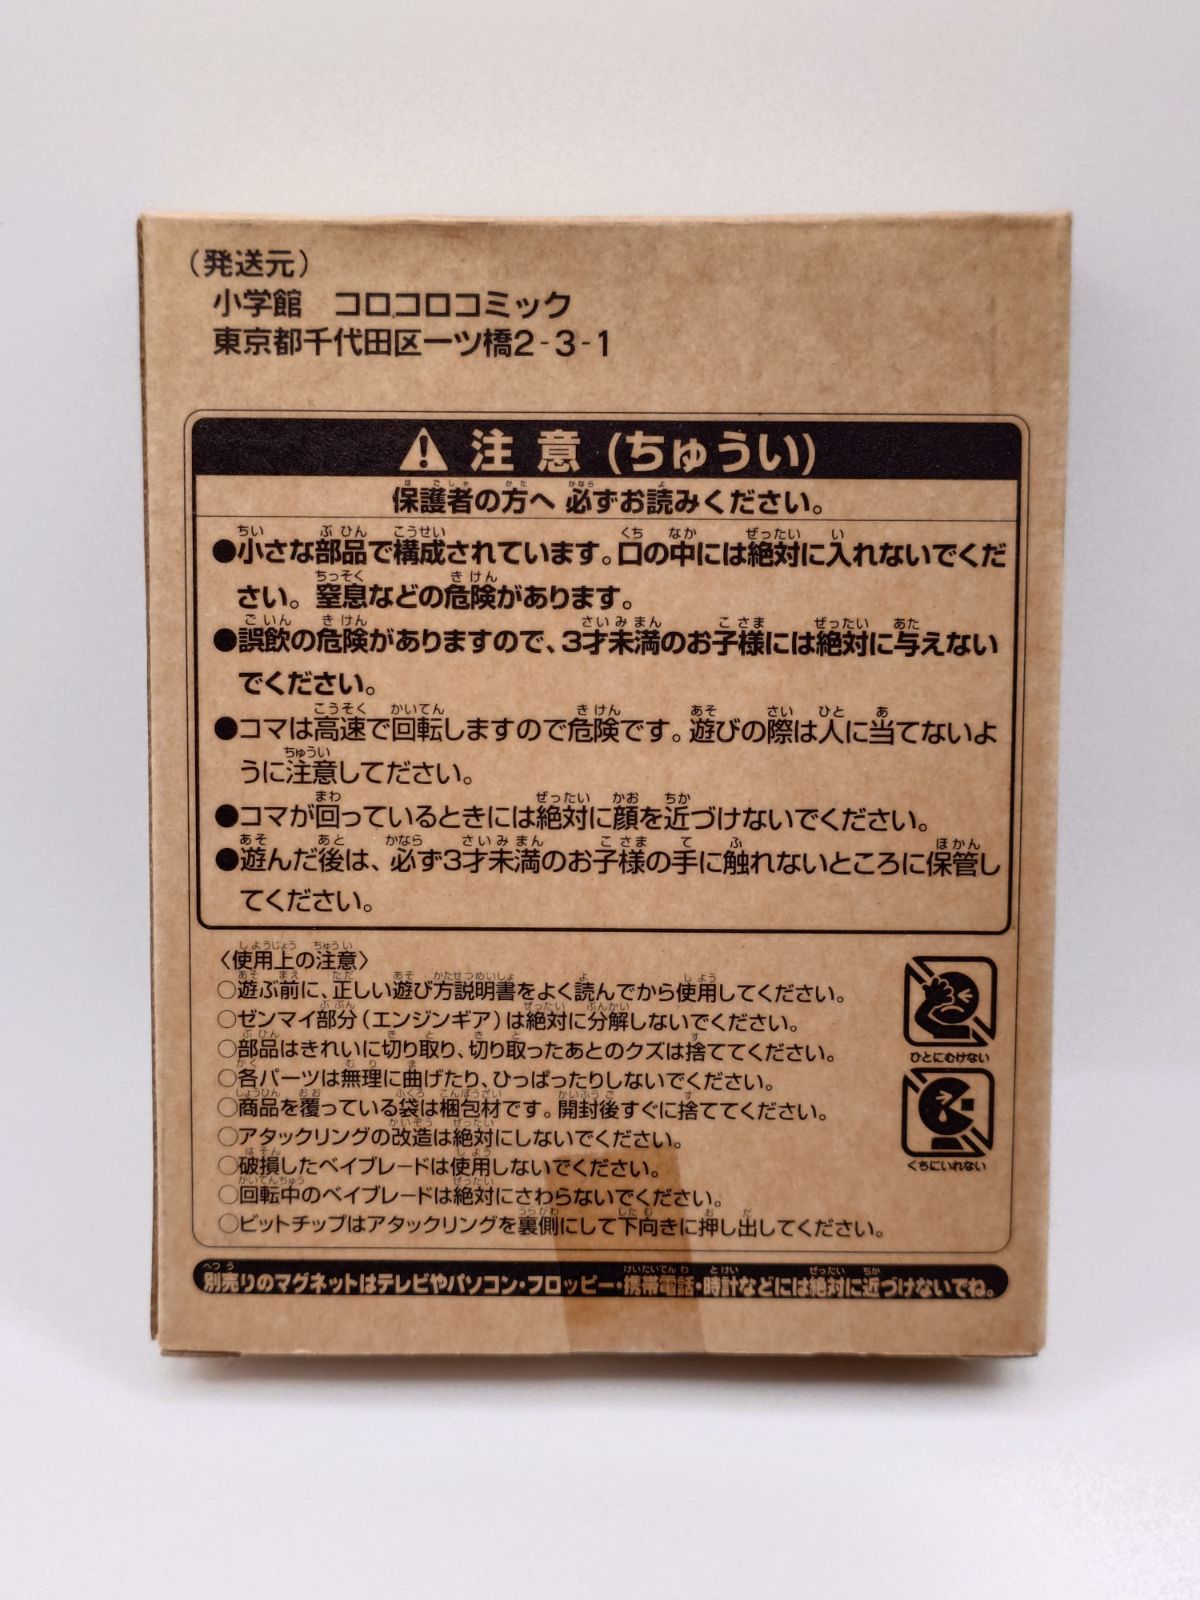 （発送元）
小学館　コロコロコミック
東京都千代田区一ツ橋2-3-1
注意（ちゅうい）
保護者の方へ 必ずお読みください。
●小さな部品で構成されています。口の中には絶対に入れないでくだ
さい。窒息などの危険があります。
●誤飲の危険がありますので、3才未満のお子様には絶対に与えない
でください。
●コマは高速で回転しますので危険です。遊びの際は人に当てないよ
うに注意してださい。
●コマが回っているときには絶対に顔を近づけないでください。
●遊んだ後は、必ず3才未満のお子様の手に触れないところに保管し
てください。
〈使用上の注意〉
○遊ぶ前に、正しい遊び方説明書をよく読んでから使用してください。
○ゼンマイ部分（エンジンギア）は絶対に分解しないでください。
○部品はきれいに切り取り、切り取ったあとのクズは捨ててください。
○各パーツは無理に曲げたり、ひっぱったりしないでください。
○商品を覆っている袋は梱包材です。開封後すぐに捨ててください。
○アタックリングの改造は絶対にしないでください。
○破損したベイブレードは使用しないでください。
○回転中のベイブレードは絶対にさわらないでください。
○ビットチップはアタックリングを裏側にして下向きに押し出してください。
ひとにむけない
くちにいれない
別売りのマグネットはテレビやパソコン・フロッピー・携帯電話・時計などには絶対に近づけないでね。